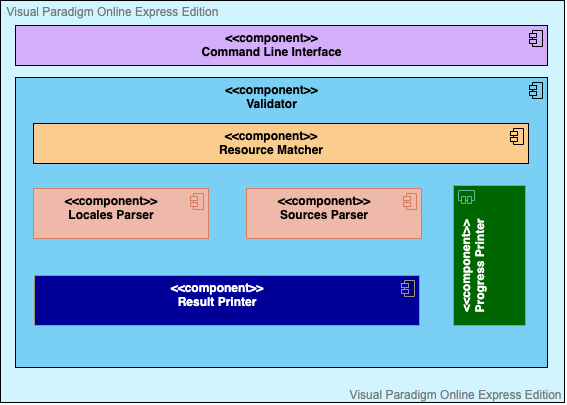 Visual Paradigm Online Express Edition
<<component>>
Command Line Interface
<<component>>
Validator
<<component>>
Resource Matcher
<<component>>
Locales Parser
<<component>>
Sources Parser
<<component>>
Progress Printer
<<component>>
Result Printer
Visual Paradigm Online Express Edition